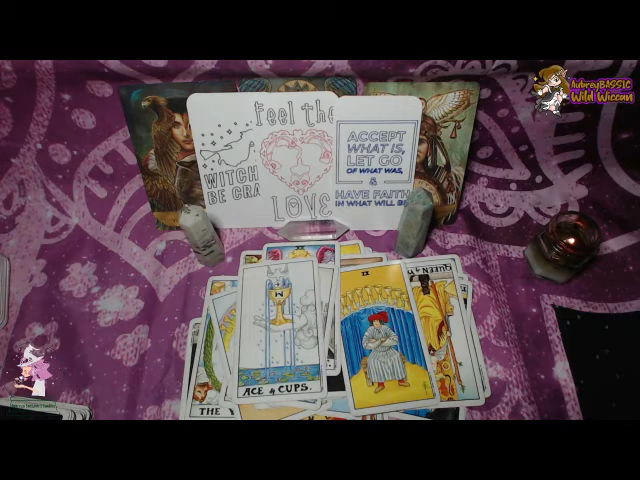 AubreyBASSIC
Wild Wiccan
WITCH
BE CRA
Feel the
LOVE
ACCEPT
WHAT IS,
LET GO
OF WHAT WAS,
&
HAVE FAITH
IN WHAT WILL BE
IX
QUEEN of
ACE of CUPS.
THE